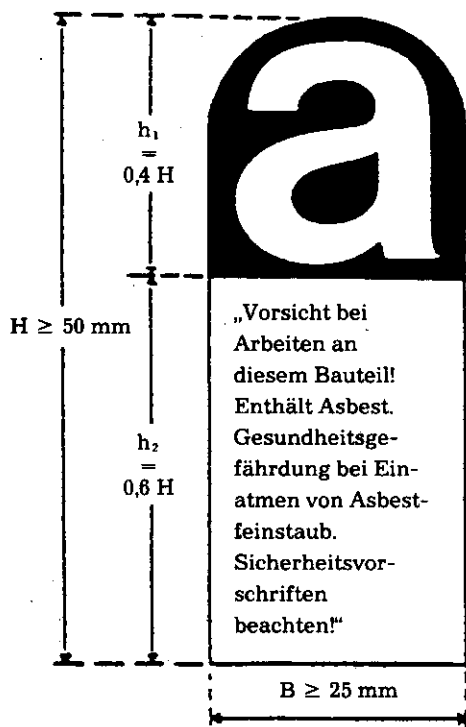 a
h₁
=
0,4 H
H ≥ 50 mm
h₂
=
0,6 H
„Vorsicht bei
Arbeiten an
diesem Bauteil!
Enthält Asbest.
Gesundheitsge-
fährdung bei Ein-
atmen von Asbest-
feinstaub.
Sicherheitsvor-
schriften
beachten!“
B ≥ 25 mm